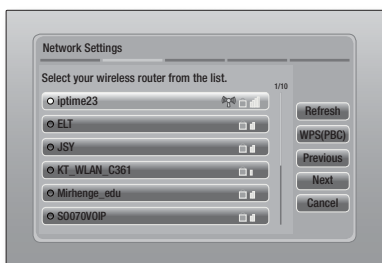 Network Settings
Select your wireless router from the list.
1/10
iptime23
ELT
JSY
KT_WLAN_C361
Mirhenge_edu
SO070VOIP
Refresh
WPS(PBC)
Previous
Next
Cancel